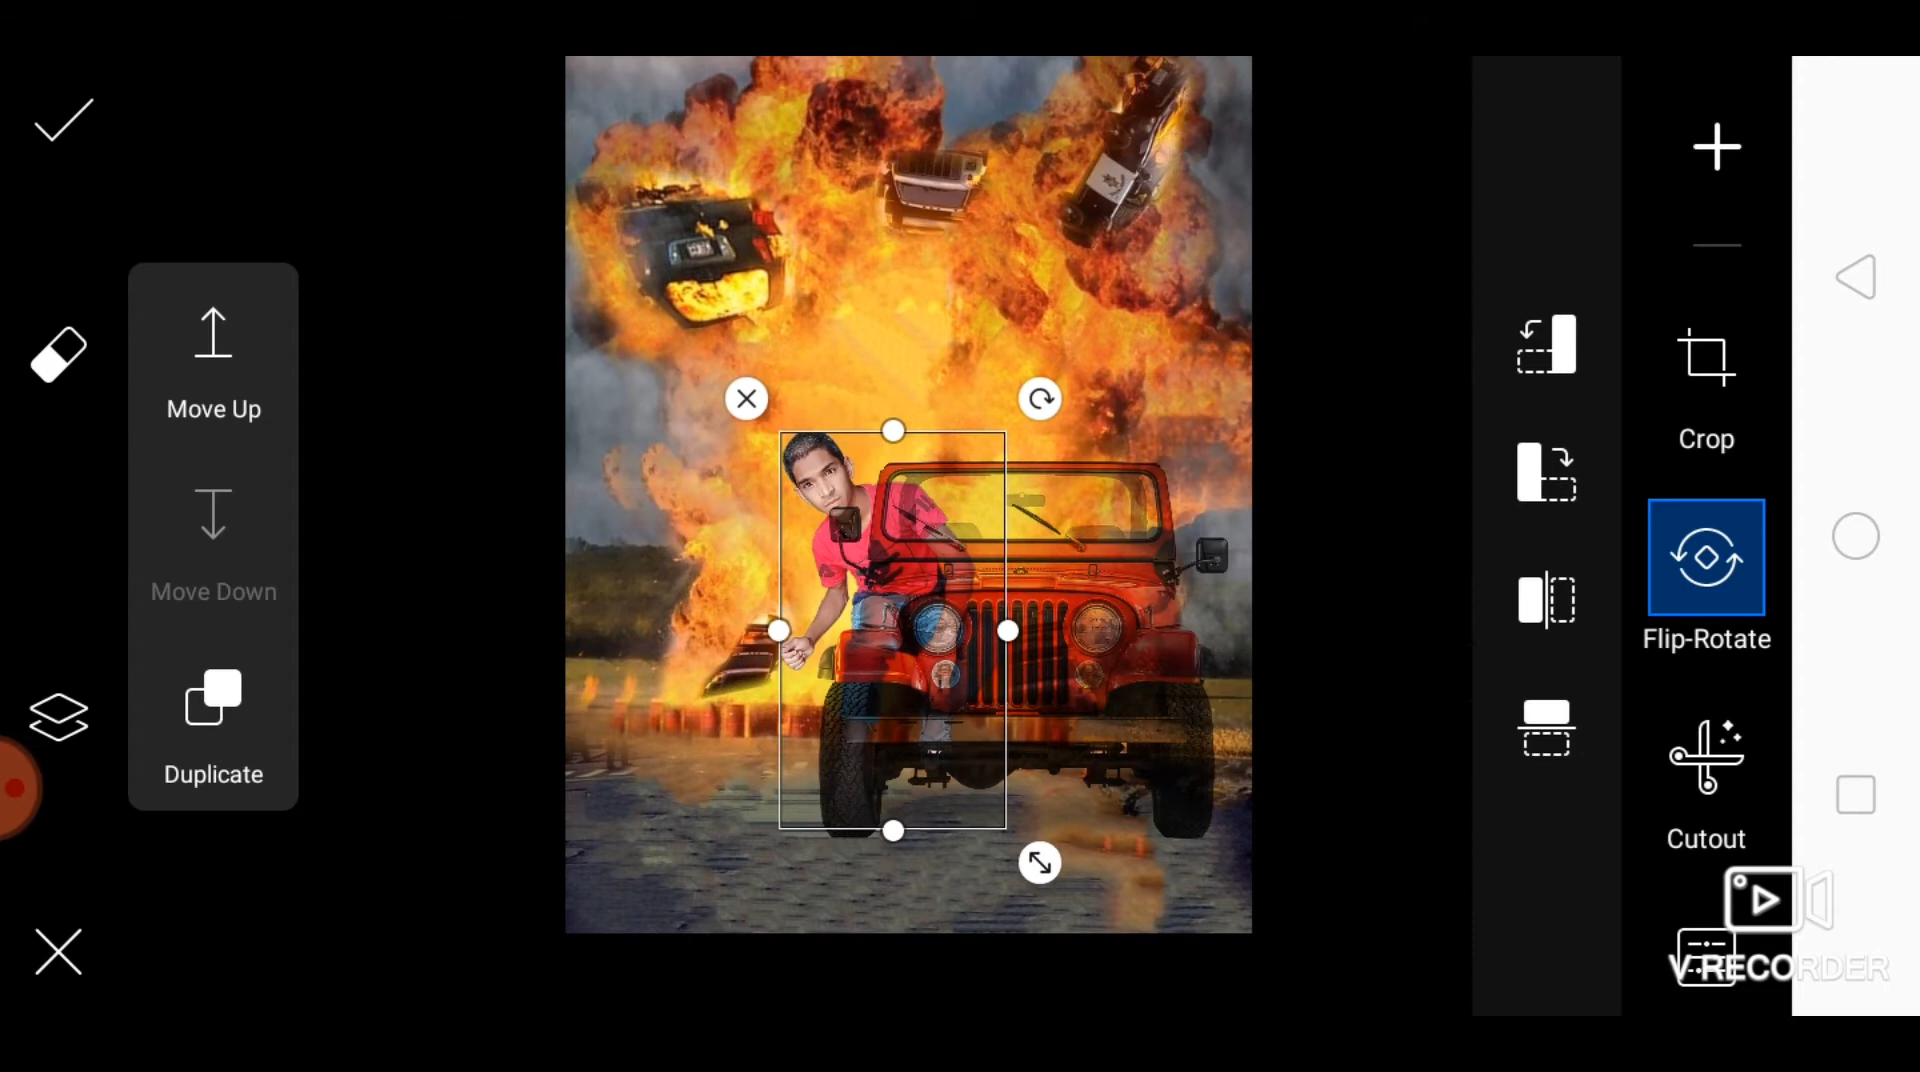 Move Up
Move Down
Duplicate
Crop
Flip-Rotate
Cutout
V RECORDER